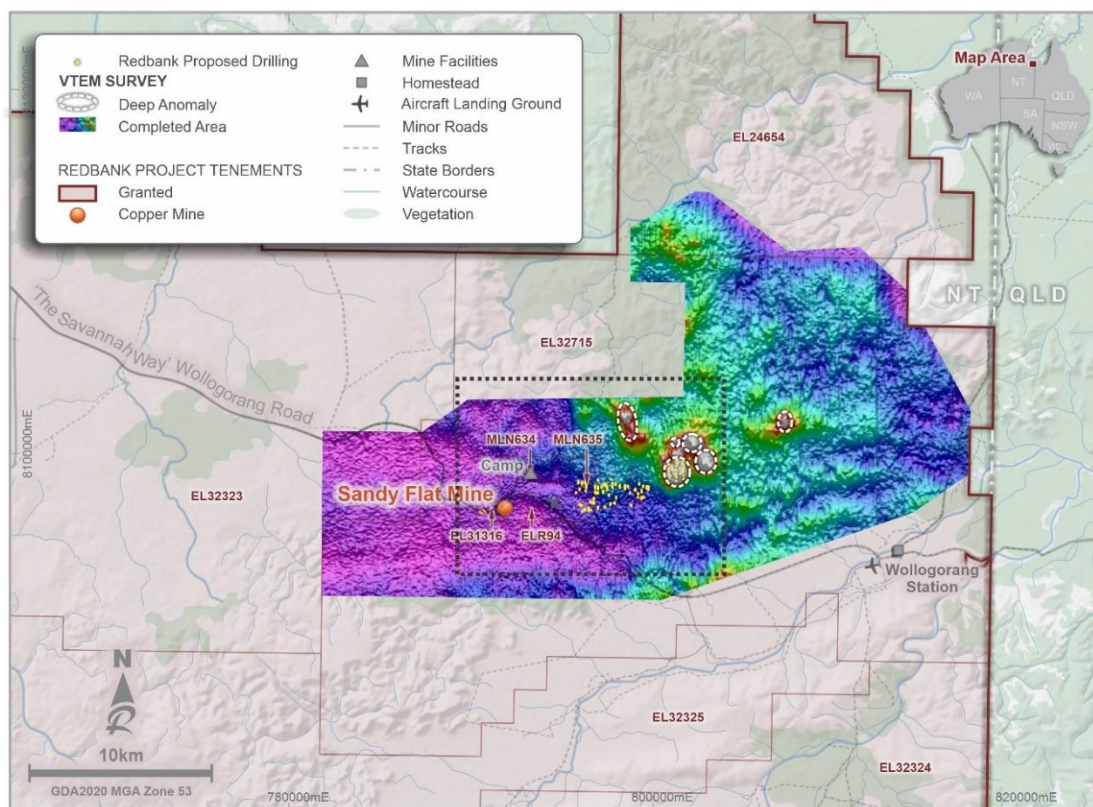 Redbank Proposed Drilling
VTEM SURVEY
Deep Anomaly
Completed Area
REDBANK PROJECT TENEMENTS
Granted
Copper Mine
Mine Facilities
Homestead
Aircraft Landing Ground
Minor Roads
Tracks
State Borders
Watercourse
Vegetation
Map Area
WA
NT
QLD
SA
NSW
VIC
EL24654
NT
QLD
EL32715
'The Savannah Way' Wollogorang Road
8100000mE
MLN634
MLN635
Camp
EL32323
Sandy Flat Mine
EL31316
ELR94
Wollogorang
Station
N
EL32325
10km
EL32324
GDA2020 MGA Zone 53
780000mE
800000mE
820000mE